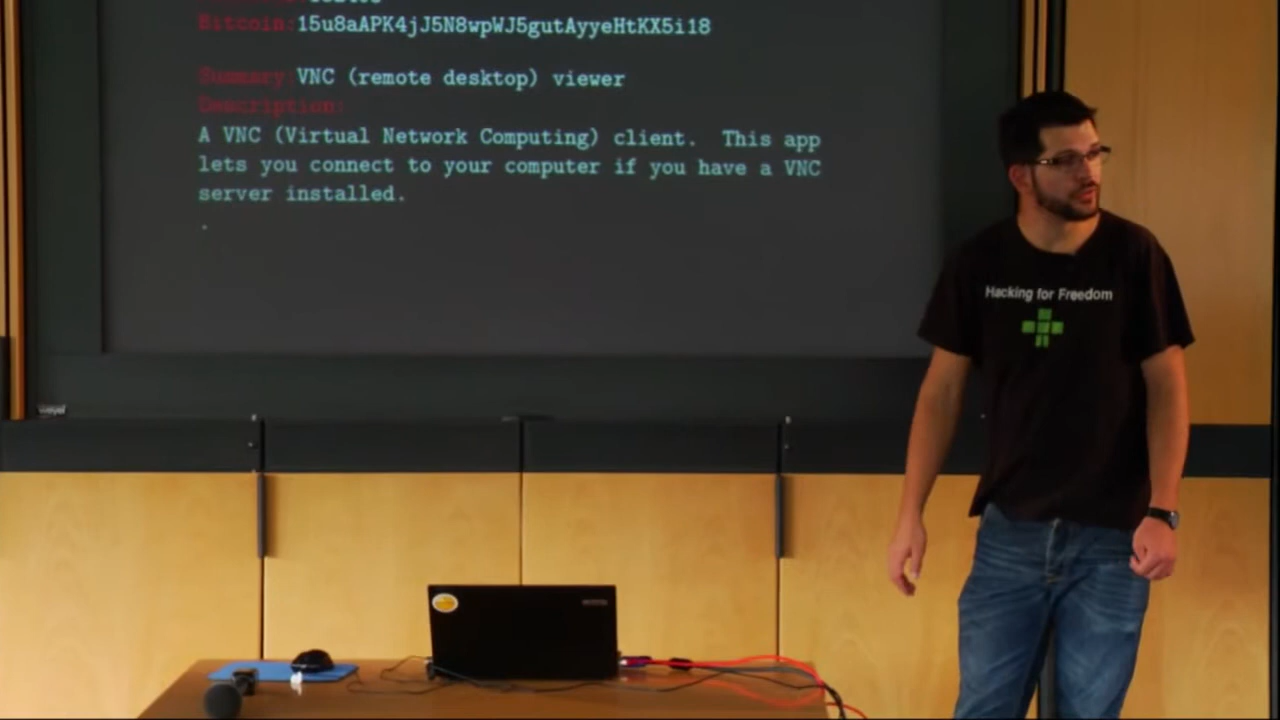 Bitcoin:15u8aAPK4jJ5N8wpWJ5gutAyyeHtKX5i18
Summary:VNC (remote desktop) viewer
Description:
A VNC (Virtual Network Computing) client.  This app
lets you connect to your computer if you have a VNC
server installed.
.
Hacking for Freedom